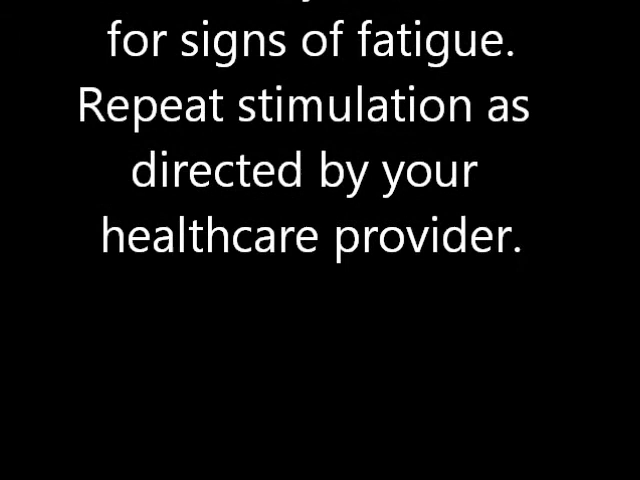 for signs of fatigue.
Repeat stimulation as
directed by your
healthcare provider.